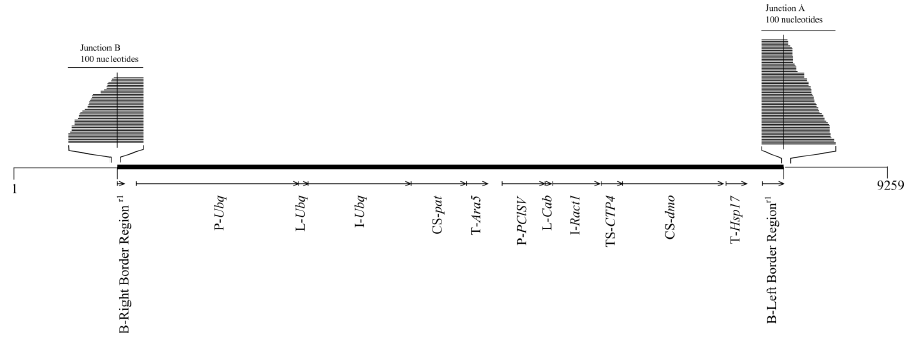 Junction A
100 nucleotides
Junction B
100 nucleotides
1
9259
B-Right Border Region r1
P-Ubq
L-Ubq
I-Ubq
CS-pat
T-Ara5
P-PCISV
L-Cab
I-Ract1
TS-CTP4
CS-dmo
T-Hsp17
B-Left Border Region r1